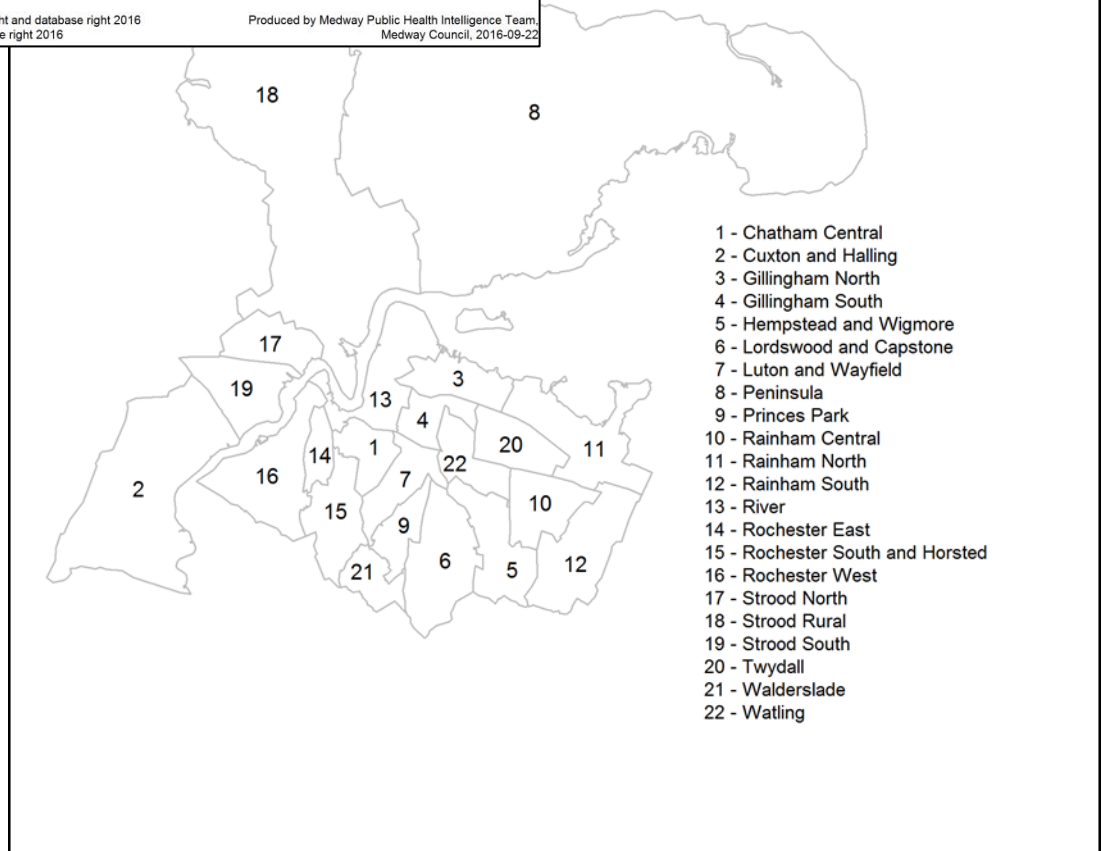 ht and database right 2016
e right 2016
Produced by Medway Public Health Intelligence Team,
Medway Council, 2016-09-22
18
8
17
19
3
13
4
20
11
1
14
22
16
7
2
10
15
9
6
5
12
21
1 - Chatham Central
2 - Cuxton and Halling
3 - Gillingham North
4 - Gillingham South
5 - Hempstead and Wigmore
6 - Lordswood and Capstone
7 - Luton and Wayfield
8 - Peninsula
9 - Princes Park
10 - Rainham Central
11 - Rainham North
12 - Rainham South
13 - River
14 - Rochester East
15 - Rochester South and Horsted
16 - Rochester West
17 - Strood North
18 - Strood Rural
19 - Strood South
20 - Twydall
21 - Walderslade
22 - Watling